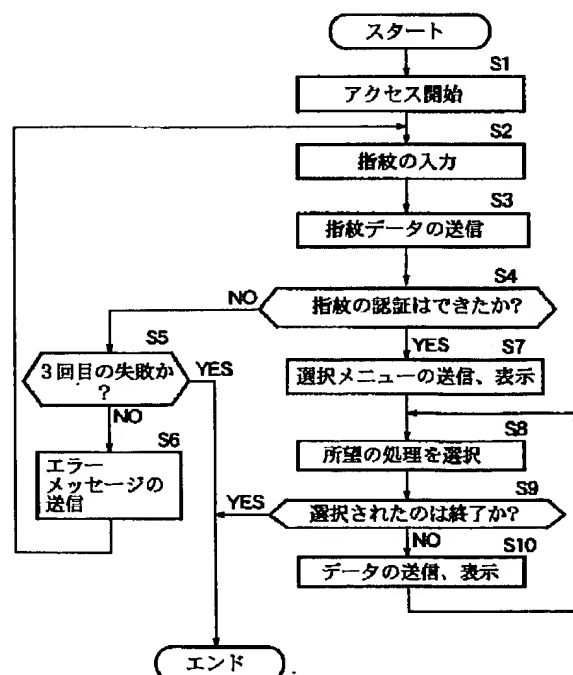 スタート
S1
アクセス開始
S2
指紋の入力
S3
指紋データの送信
S4
指紋の認証はできたか?
NO
YES
S5
3回目の失敗か
?
YES
NO
S6
エラー
メッセージの
送信
S7
選択メニューの送信、表示
S8
所望の処理を選択
S9
選択されたのは終了か?
YES
NO
S10
データの送信、表示
エンド